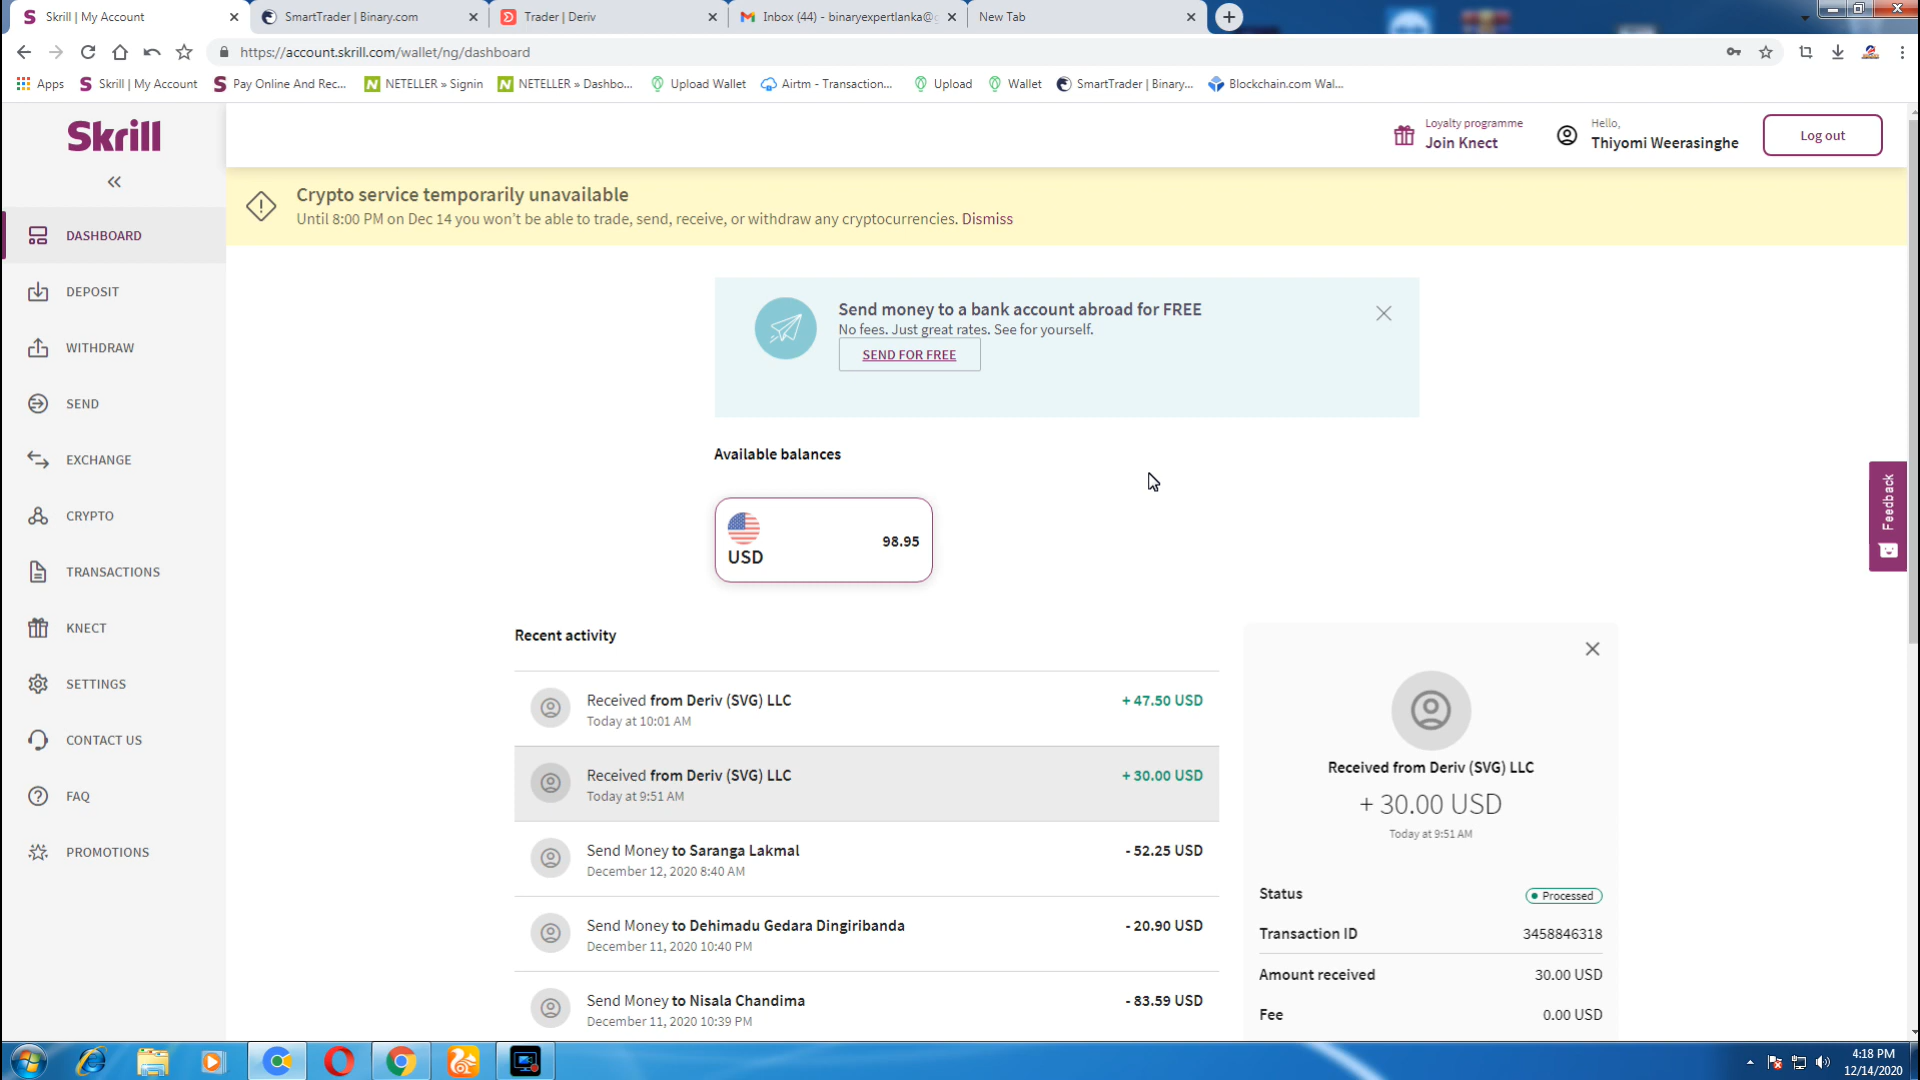 Skrill | My Account
SmartTrader | Binary.com
Trader | Deriv
Inbox (44) - binaryexpertlanka@
New Tab
https://account.skrill.com/wallet/ng/dashboard
Apps
Skrill | My Account
Pay Online And Rec...
NETELLER » Signin
NETELLER » Dashbo...
Upload Wallet
Airtm - Transaction...
Upload
Wallet
SmartTrader | Binary...
Blockchain.com Wal...
Skrill
Loyalty programme
Join Knect
Hello,
Thiyomi Weerasinghe
Log out
Crypto service temporarily unavailable
Until 8:00 PM on Dec 14 you won't be able to trade, send, receive, or withdraw any cryptocurrencies. Dismiss
DASHBOARD
DEPOSIT
WITHDRAW
SEND
EXCHANGE
CRYPTO
TRANSACTIONS
KNECT
SETTINGS
CONTACT US
FAQ
PROMOTIONS
Send money to a bank account abroad for FREE
No fees. Just great rates. See for yourself.
SEND FOR FREE
Available balances
USD
98.95
Feedback
Recent activity
Received from Deriv (SVG) LLC
+ 47.50 USD
Today at 10:01 AM
Received from Deriv (SVG) LLC
+ 30.00 USD
Today at 9:51 AM
Send Money to Saranga Lakmal
- 52.25 USD
December 12, 2020 8:40 AM
Send Money to Dehimadu Gedara Dingiribanda
- 20.90 USD
December 11, 2020 10:40 PM
Send Money to Nisala Chandima
- 83.59 USD
December 11, 2020 10:39 PM
Received from Deriv (SVG) LLC
+ 30.00 USD
Today at 9:51 AM
Status
Processed
Transaction ID
3458846318
Amount received
30.00 USD
Fee
0.00 USD
4:18 PM
12/14/2020